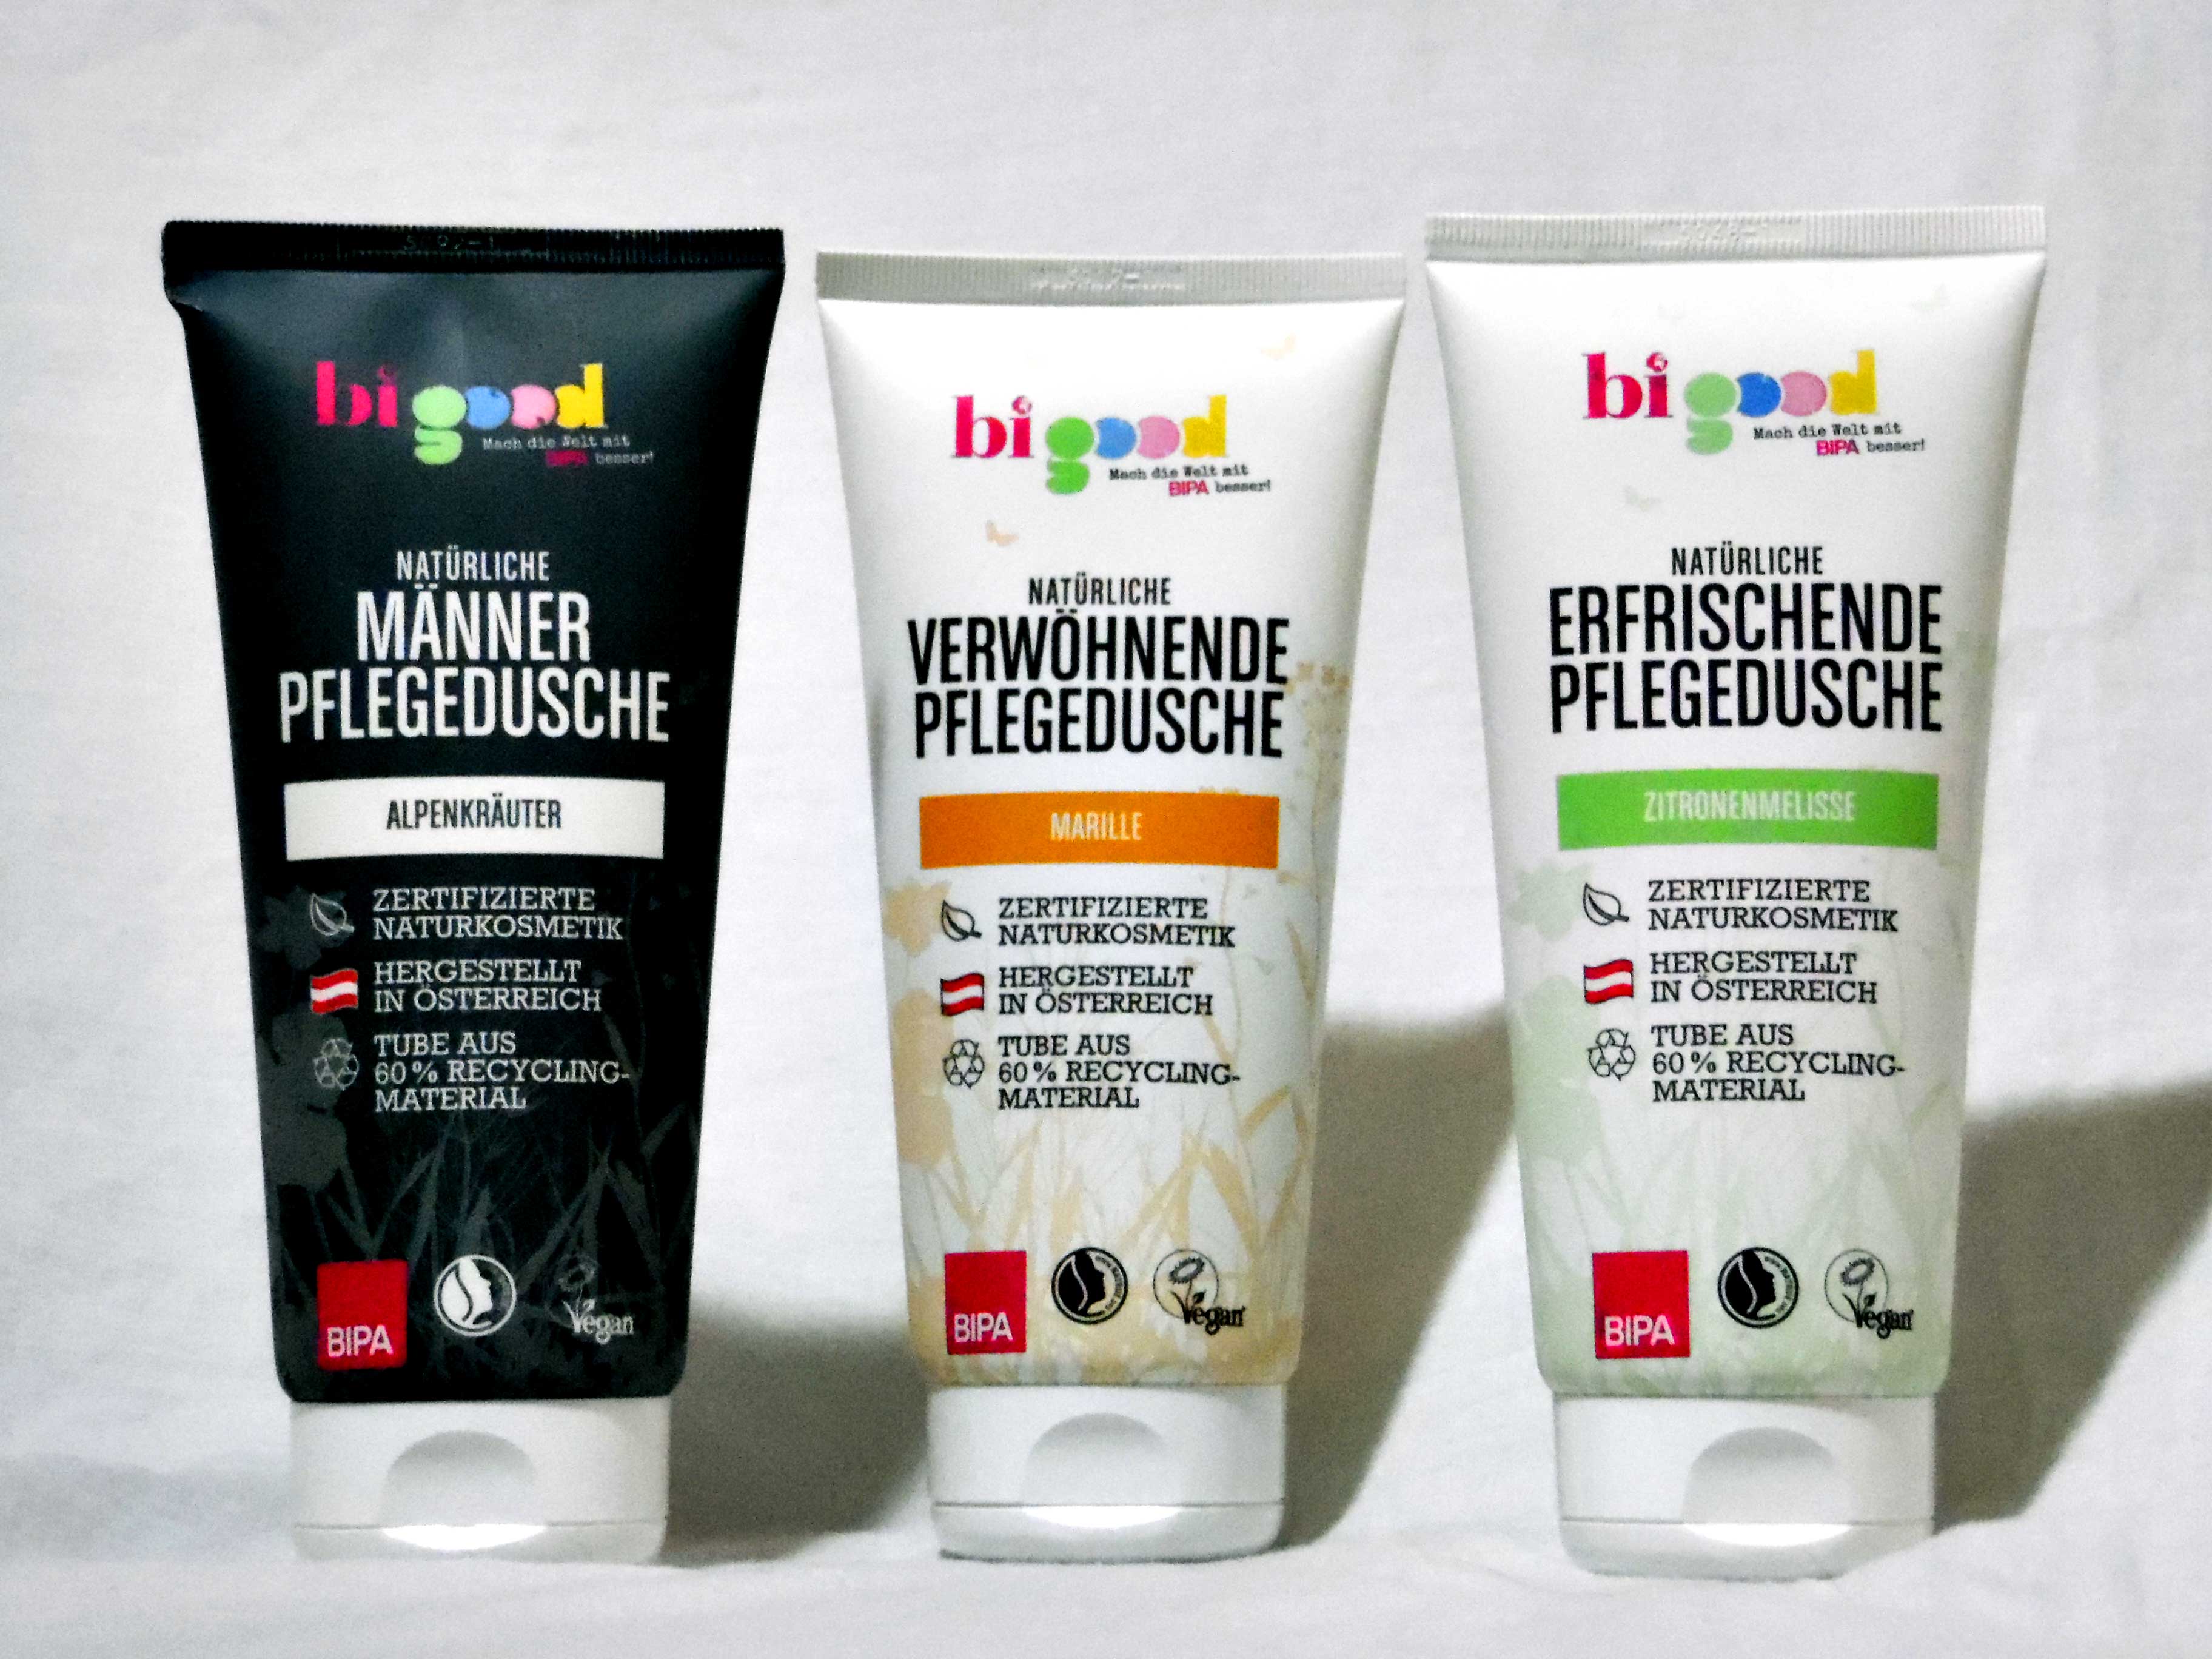 bi good
Mach die Welt mit
BIPA besser!
NATÜRLICHE
MÄNNER
PFLEGEDUSCHE
ALPENKRÄUTER
ZERTIFIZIERTE
NATURKOSMETIK
HERGESTELLT
IN ÖSTERREICH
TUBE AUS
60 % RECYCLING-
MATERIAL
BIPA
Vegan
bi good
Mach die Welt mit
BIPA besser!
NATÜRLICHE
VERWÖHNENDE
PFLEGEDUSCHE
MARILLE
ZERTIFIZIERTE
NATURKOSMETIK
HERGESTELLT
IN ÖSTERREICH
TUBE AUS
60 % RECYCLING-
MATERIAL
BIPA
Vegan
bi good
Mach die Welt mit
BIPA besser!
NATÜRLICHE
ERFRISCHENDE
PFLEGEDUSCHE
ZITRONENMELISSE
ZERTIFIZIERTE
NATURKOSMETIK
HERGESTELLT
IN ÖSTERREICH
TUBE AUS
60 % RECYCLING-
MATERIAL
BIPA
Vegan